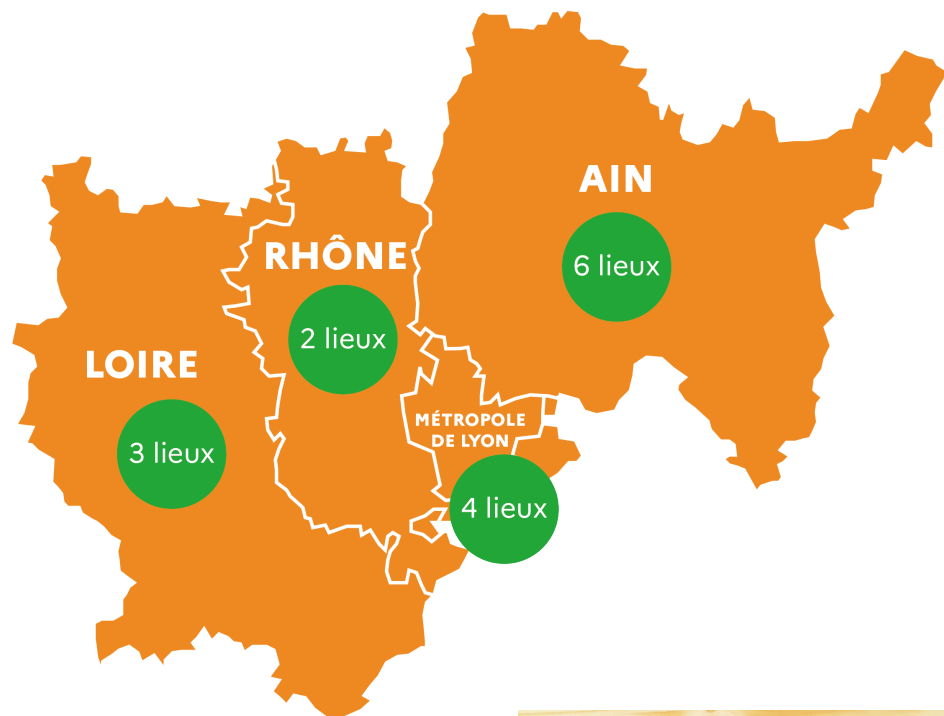 AIN
6 lieux
RHÔNE
2 lieux
LOIRE
3 lieux
MÉTROPOLE
DE LYON
4 lieux